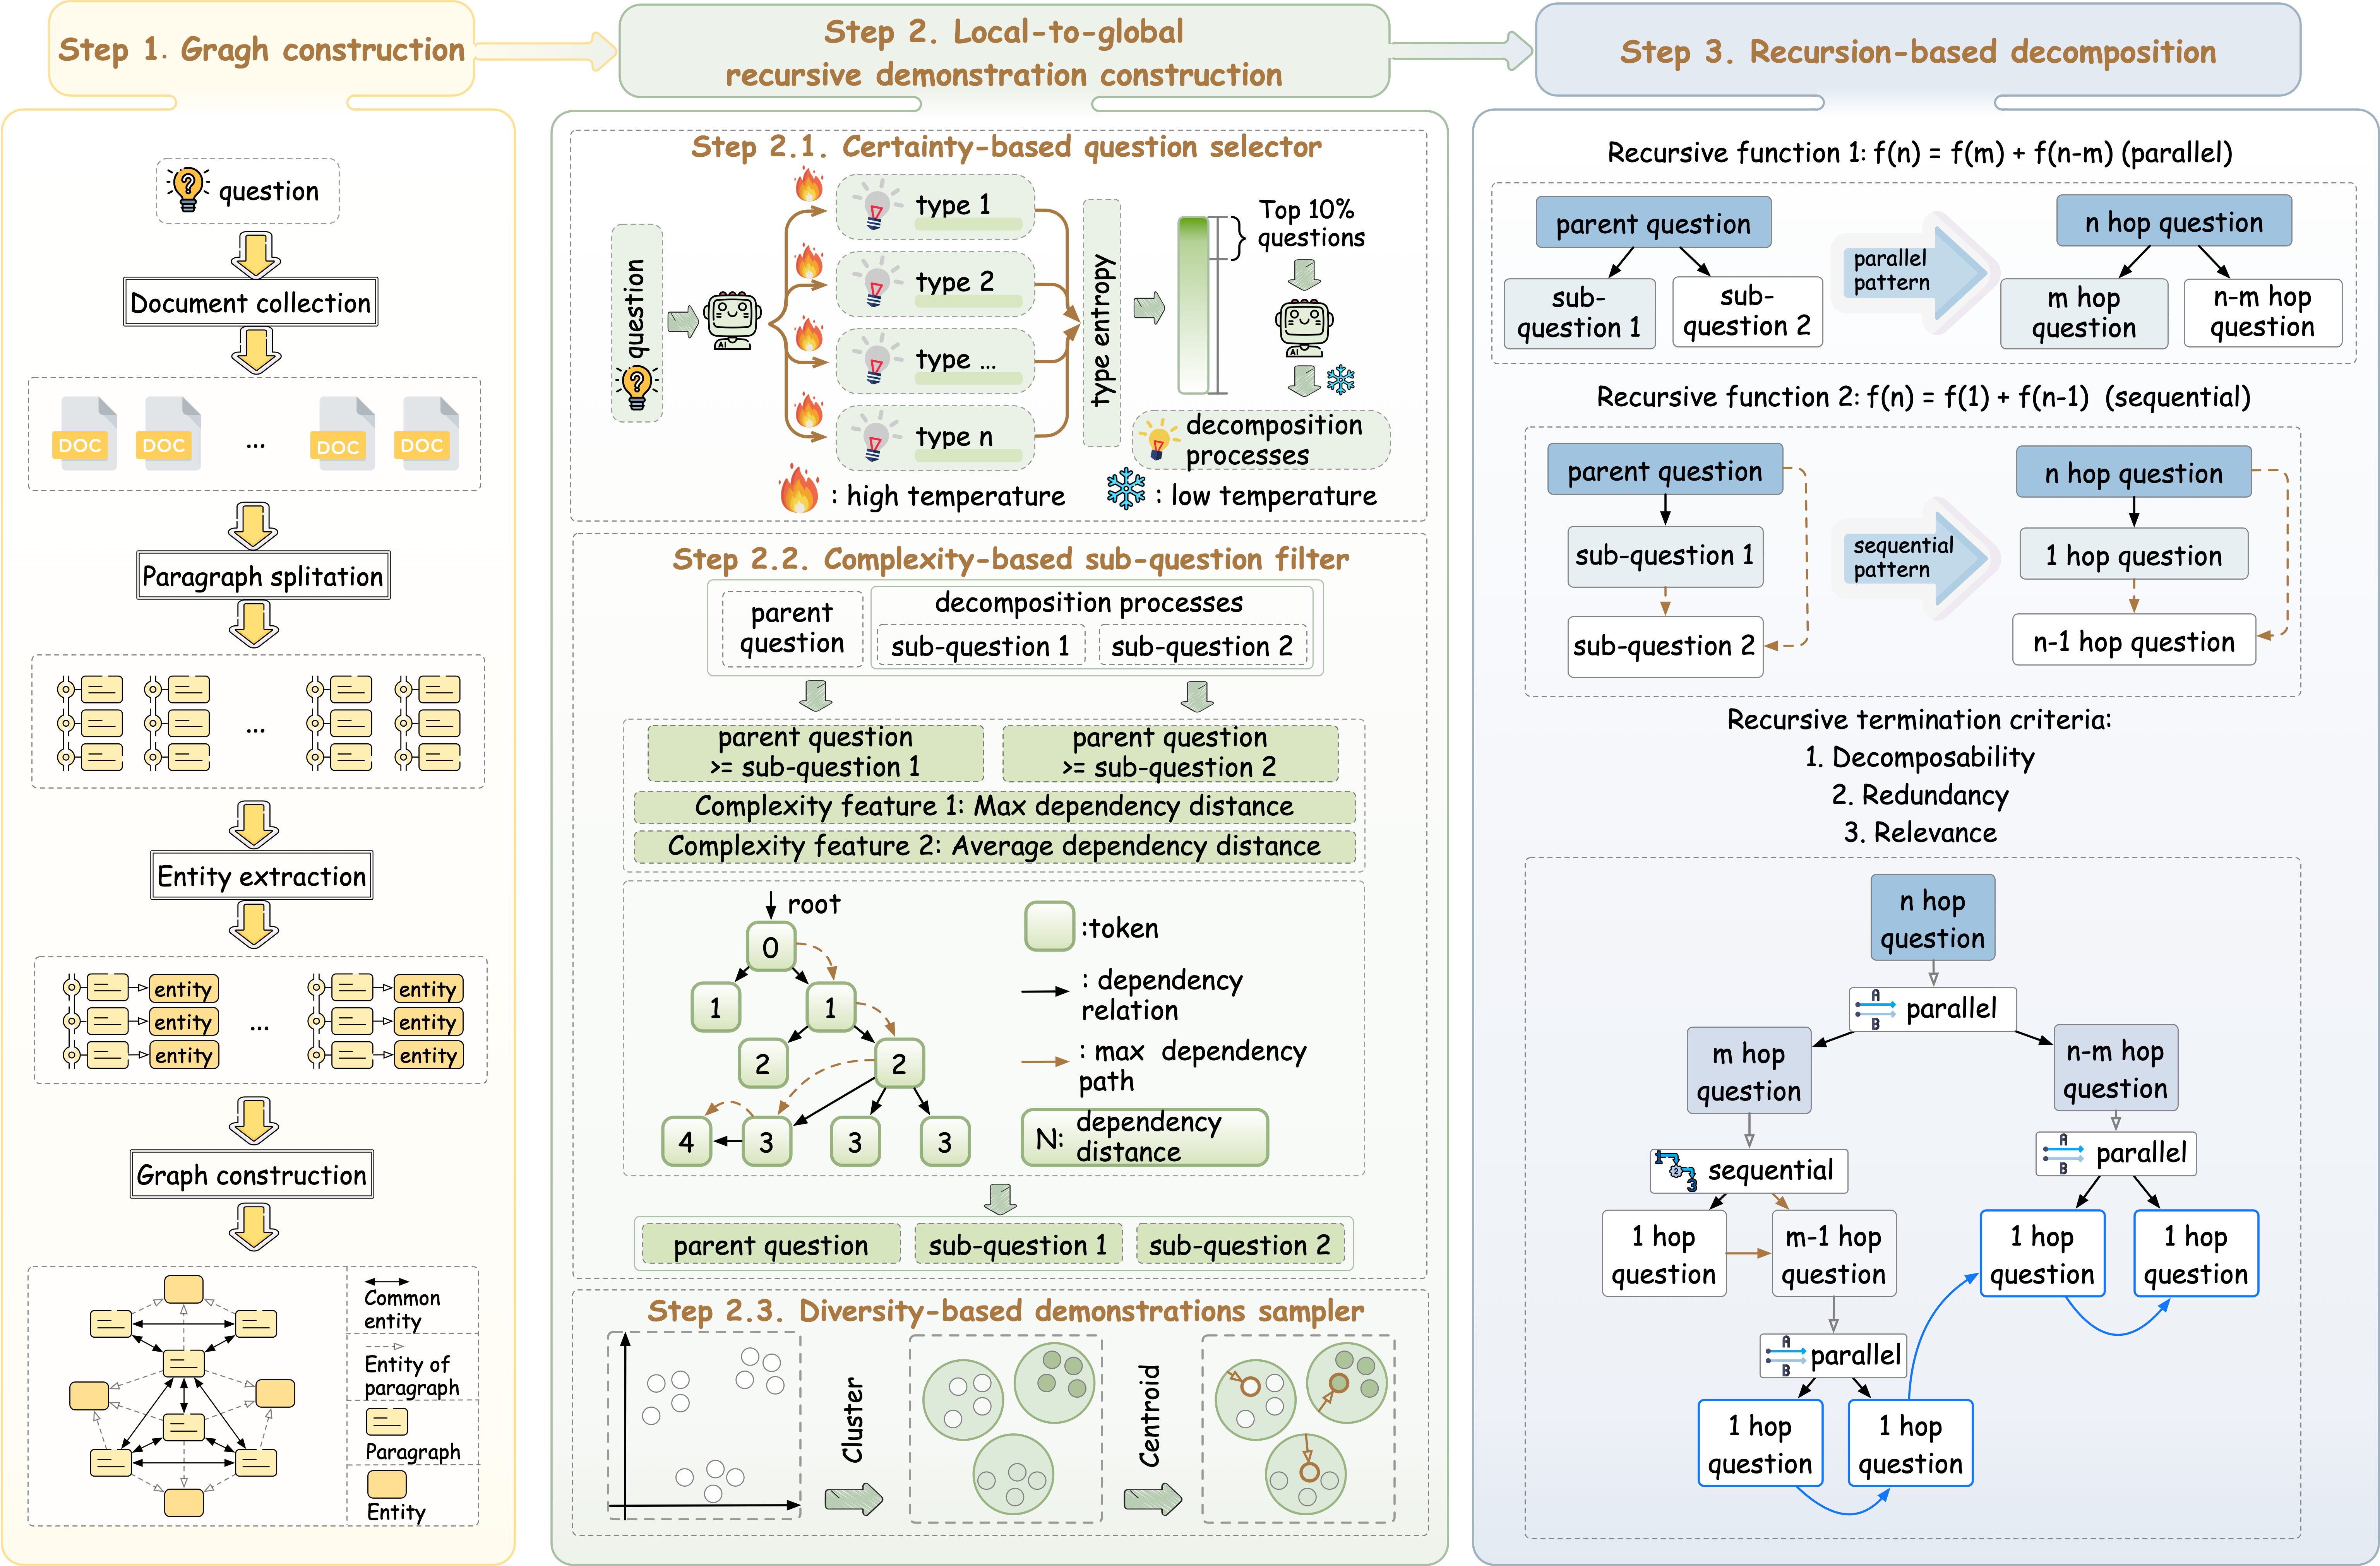 Step 1. Gragh construction
question
Document collection
DOC
DOC
...
DOC
DOC
Paragraph splitation
...
Entity extraction
entity
entity
entity
...
entity
entity
entity
Graph construction
Common
entity
Entity of
paragraph
Paragraph
Entity
Step 2. Local-to-global
recursive demonstration construction
Step 2.1. Certainty-based question selector
question
AI
type 1
type 2
type ...
type n
type entropy
Top 10%
questions
AI
decomposition
processes
: high temperature
: low temperature
Step 2.2. Complexity-based sub-question filter
parent
question
decomposition processes
sub-question 1
sub-question 2
parent question
>= sub-question 1
parent question
>= sub-question 2
Complexity feature 1: Max dependency distance
Complexity feature 2: Average dependency distance
root
0
1
1
2
2
4
3
3
3
:token
: dependency
relation
: max dependency
path
N:
dependency
distance
parent question
sub-question 1
sub-question 2
Step 2.3. Diversity-based demonstrations sampler
Cluster
Centroid
Step 3. Recursion-based decomposition
Recursive function 1: f(n) = f(m) + f(n-m) (parallel)
parent question
sub-
question 1
sub-
question 2
parallel
pattern
n hop question
m hop
question
n-m hop
question
Recursive function 2: f(n) = f(1) + f(n-1) (sequential)
parent question
sub-question 1
sub-question 2
sequential
pattern
n hop question
1 hop question
n-1 hop question
Recursive termination criteria:
1. Decomposability
2. Redundancy
3. Relevance
n hop
question
A
B
parallel
m hop
question
n-m hop
question
1
2
3
sequential
A
B
parallel
1 hop
question
m-1 hop
question
1 hop
question
1 hop
question
A
B
parallel
1 hop
question
1 hop
question